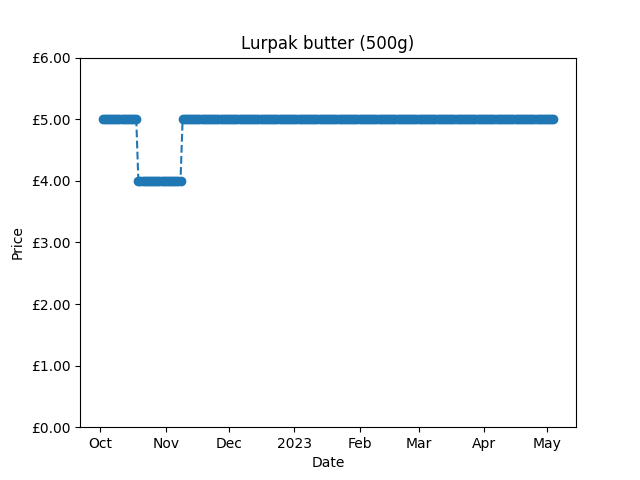 Lurpak butter (500g)
£6.00
£5.00
£4.00
£3.00
£2.00
£1.00
£0.00
Price
Oct Nov Dec 2023 Feb Mar Apr May
Date